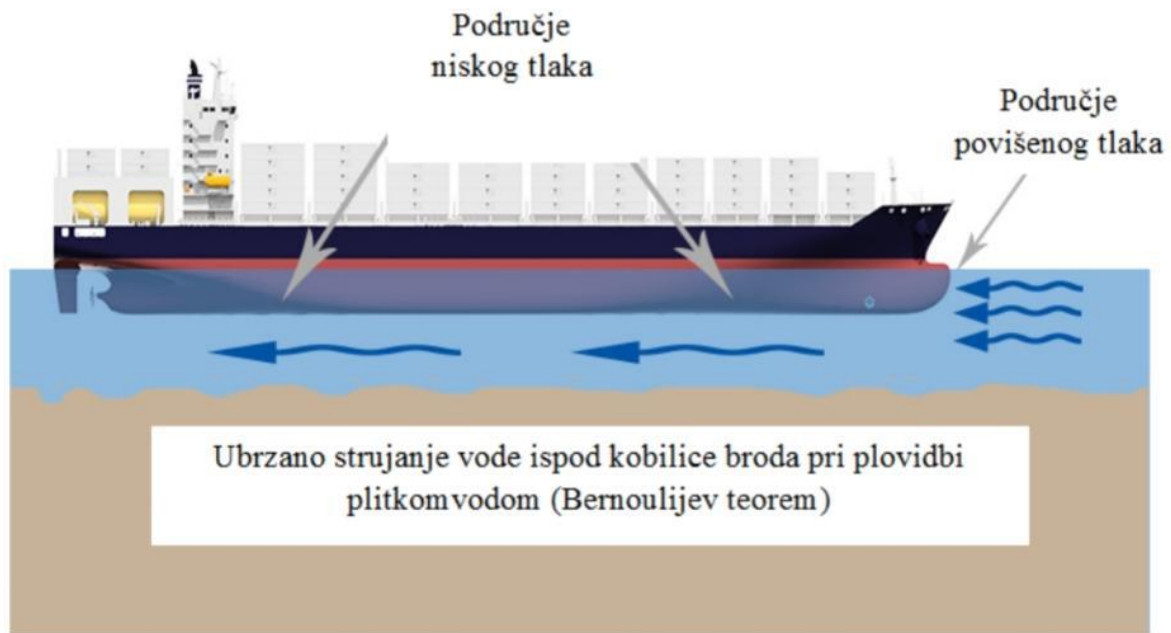 Područje
niskog tlaka
Područje
povišenog tlaka
Ubrzano strujanje vode ispod kobilice broda pri plovidbi
plitkomvodom (Bernoulijev teorem)